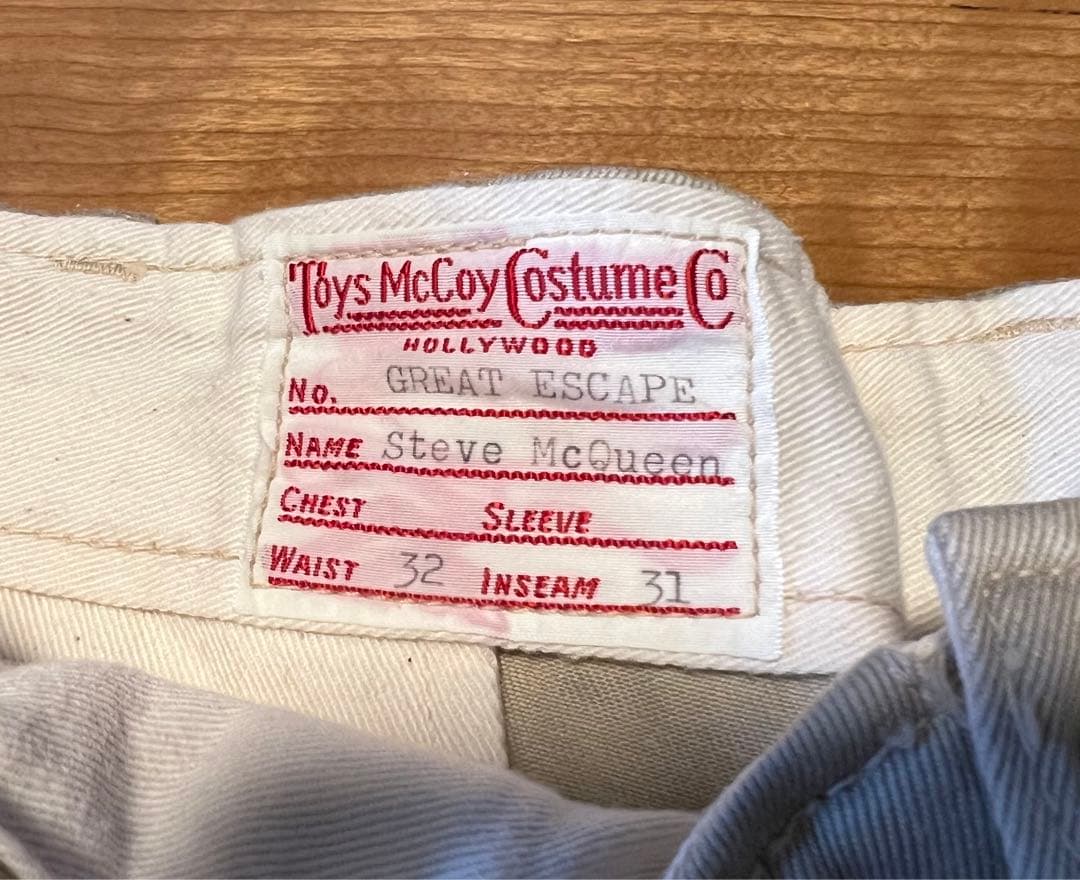 Toys McCoy Costume Co
HOLLYWOOD
No. GREAT ESCAPE
NAME Steve McQueen
CHEST SLEEVE
WAIST 32 INSEAM 31